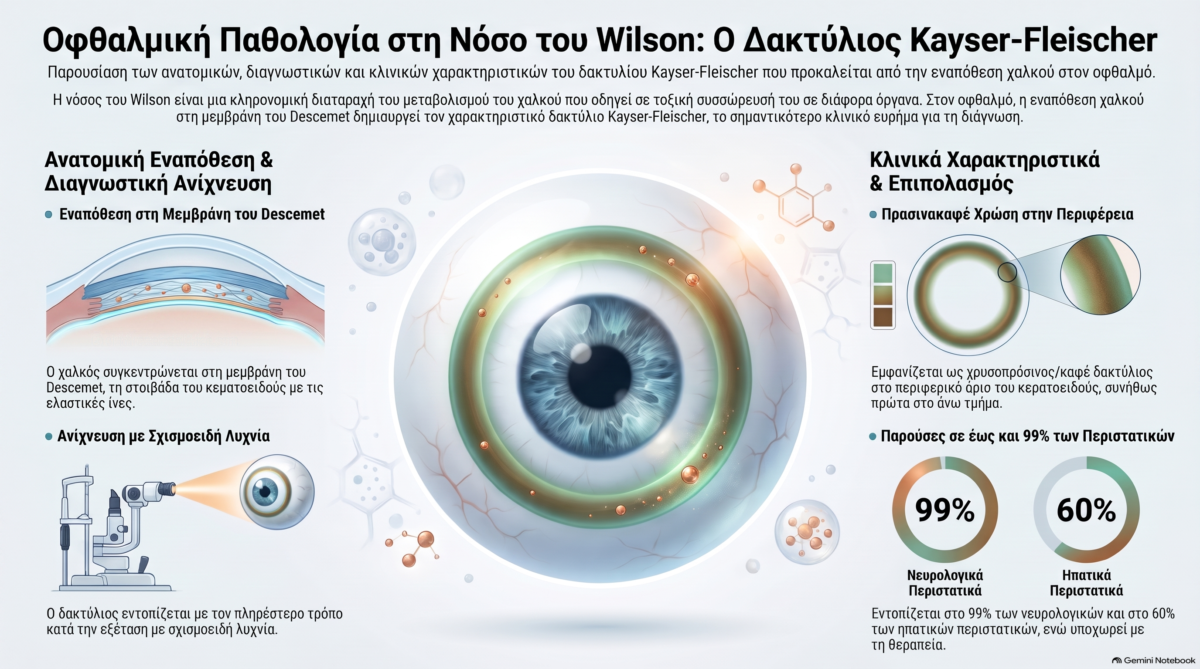 Οφθαλμική Παθολογία στη Νόσο του Wilson: Ο Δακτύλιος Kayser-Fleischer
Παρουσίαση των ανατομικών, διαγνωστικών και κλινικών χαρακτηριστικών του δακτυλίου Kayser-Fleischer που προκαλείται από την εναπόθεση χαλκού στον οφθαλμό.
Η νόσος του Wilson είναι μια κληρονομική διαταραχή του μεταβολισμού του χαλκού που οδηγεί σε τοξική συσσώρευσή του σε διάφορα όργανα. Στον οφθαλμό, η εναπόθεση χαλκού
στη μεμβράνη του Descemet δημιουργεί τον χαρακτηριστικό δακτύλιο Kayser-Fleischer, το σημαντικότερο κλινικό εύρημα για τη διάγνωση.
Ανατομική Εναπόθεση &
Διαγνωστική Ανίχνευση
Εναπόθεση στη Μεμβράνη του Descemet
Ο χαλκός συγκεντρώνεται στη μεμβράνη του
Descemet, τη στοιβάδα του κεματοειδούς με τις
ελαστικές ίνες.
Ανίχνευση με Σχισμοειδή Λυχνία
Ο δακτύλιος εντοπίζεται με τον πληρέστερο τρόπο
κατά την εξέταση με σχισμοειδή λυχνία.
Κλινικά Χαρακτηριστικά
& Επιπολασμός
Πρασινακαφέ Χρώση στην Περιφέρεια
Εμφανίζεται ως χρυσοπρόσινος/καφέ δακτύλιος
στο περιφερικό άριο του κερατοειδούς, συνήθως
πρώτα στο άνω τμήμα.
Παρούσες σε έως και 99% των Περιστατικών
99%
60%
Νευρολογικά
Περιστατικά
Ηπατικά
Περιστατικά
Εντοπίζεται στο 99% των νευρολογικών και στο 60%
των ηπατικών περιστατικών, ενώ υποχωρεί με
τη θεραπεία.
Gemini Notebook